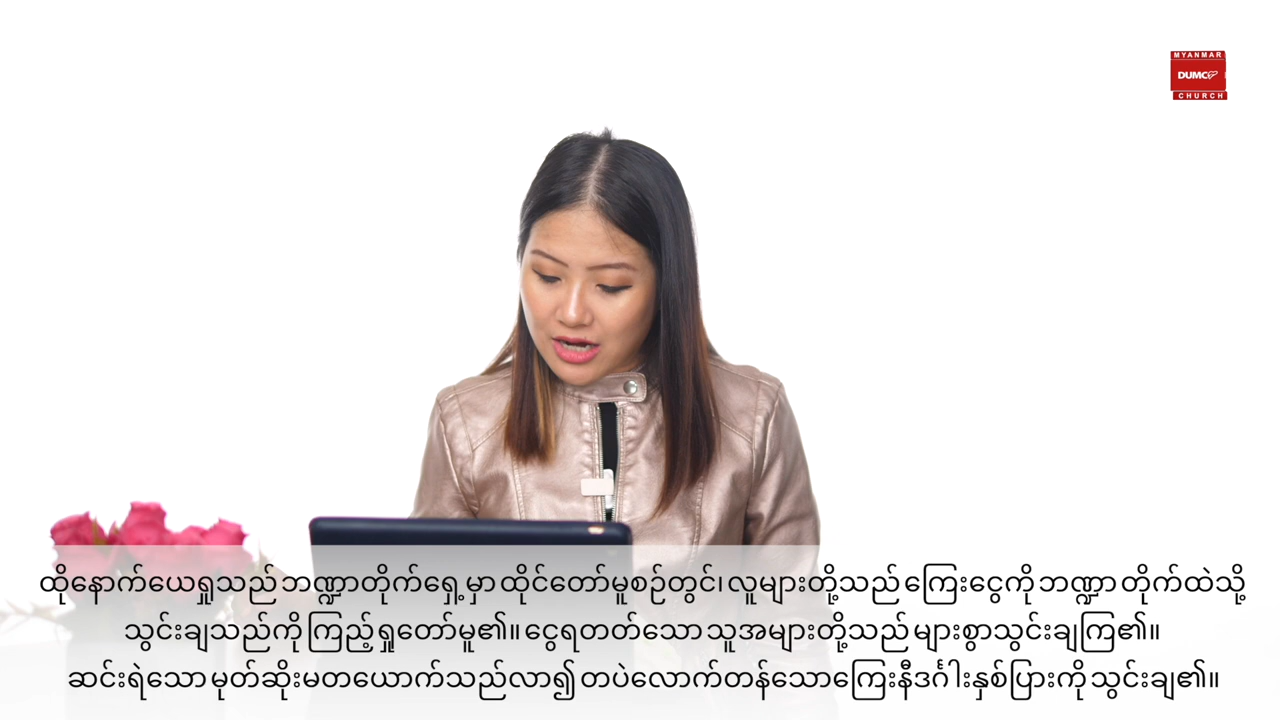 MYANMAR
DUMC
CHURCH
ထိုနောက်ယေရှုသည် ဘဏ္ဍာတိုက်ရှေ့မှာ ထိုင်တော်မူစဉ်တွင်၊ လူများတို့သည် ကြေးငွေကို ဘဏ္ဍာ တိုက်ထဲသို့
သွင်းချသည်ကို ကြည့်ရှုတော်မူ၏။ ငွေရတတ်သော သူအများတို့သည် များစွာသွင်းချကြ၏။
ဆင်းရဲသော မုတ်ဆိုးမတယောက်သည်လာ၍ တပဲလောက်တန်သောကြေးနီဒင်္ဂါးနှစ်ပြားကို သွင်းချ၏။